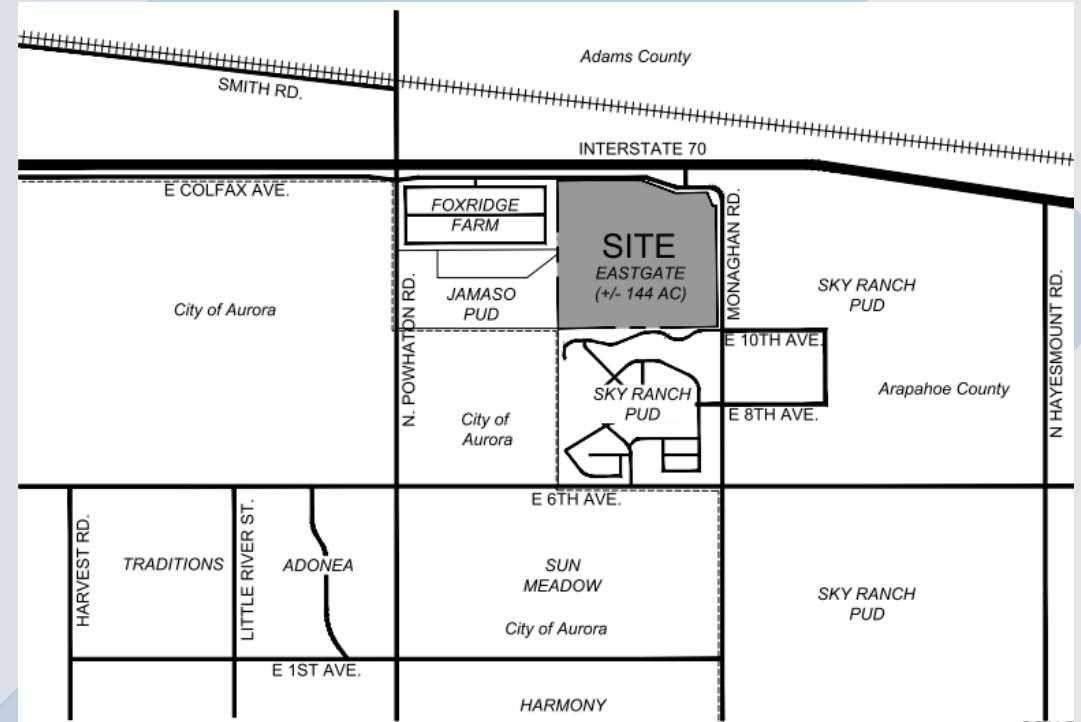 Adams County
SMITH RD.
INTERSTATE 70
E COLFAX AVE.
FOXRIDGE
FARM
SITE
EASTGATE
(+/- 144 AC)
MONAGHAN RD.
N. POWHATON RD.
JAMASO
PUD
City of Aurora
SKY RANCH
PUD
N HAYESMOUNT RD.
E 10TH AVE.
Arapahoe County
SKY RANCH
PUD
E 8TH AVE.
City of
Aurora
E 6TH AVE.
HARVEST RD.
TRADITIONS
LITTLE RIVER ST.
ADONEA
SUN
MEADOW
City of Aurora
SKY RANCH
PUD
E 1ST AVE.
HARMONY